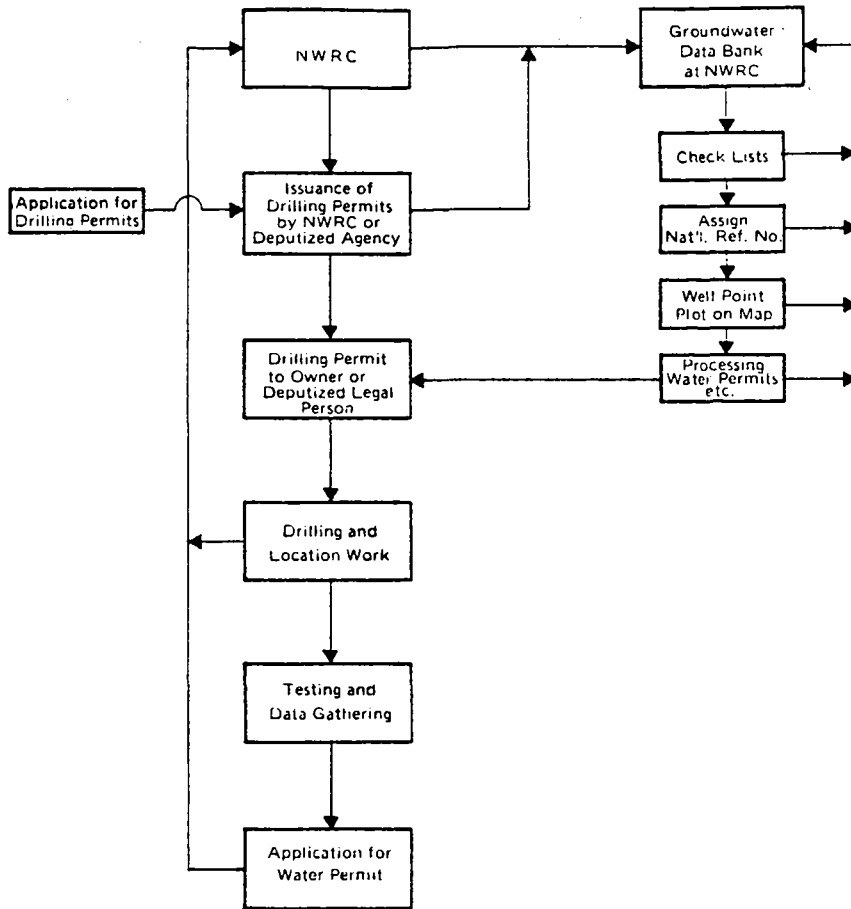 NWRC
Groundwater
Data Bank
at NWRC
Check Lists
Application for
Drilling Permits
Issuance of
Drilling Permits
by NWRC or
Deputized Agency
Assign
Nat'l. Ref. No.
Well Point
Plot on Map
Drilling Permit
to Owner or
Deputized Legal
Person
Processing
Water Permits
etc.
Drilling and
Location Work
Testing and
Data Gathering
Application for
Water Permit